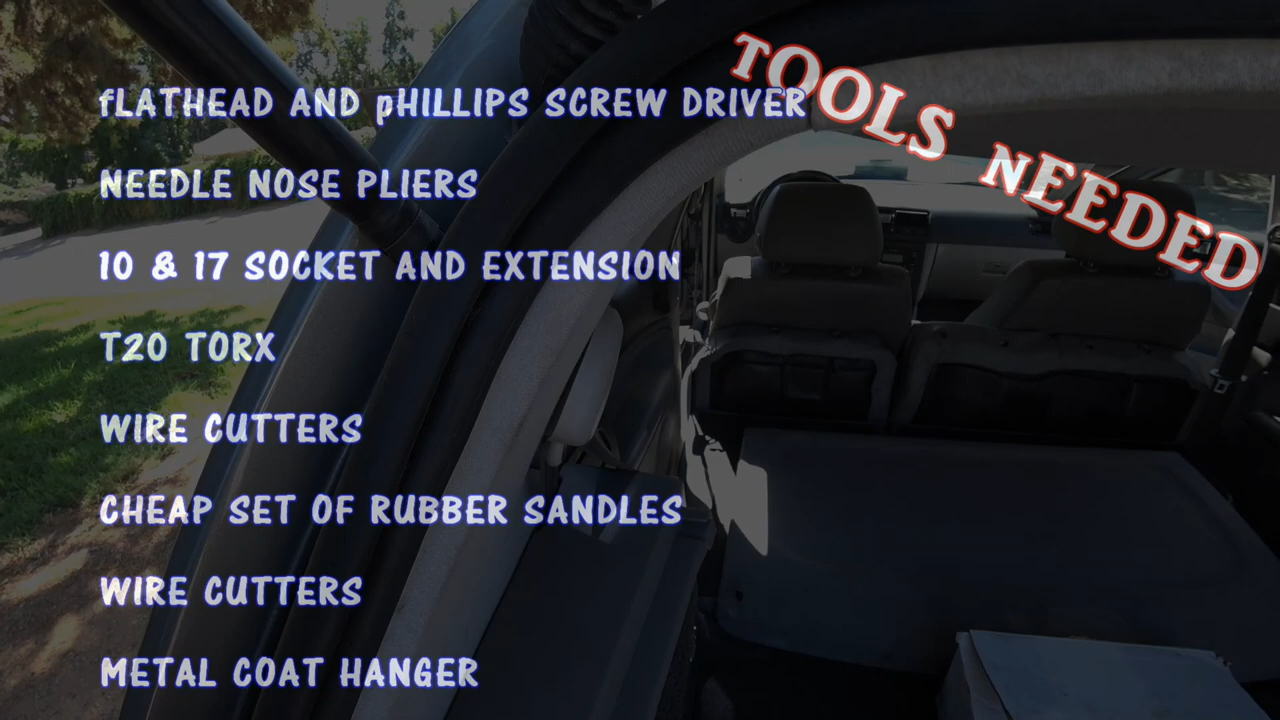 TOOLS NEEDED
fLATHEAD AND pHILLIPS SCREW DRIVER
NEEDLE NOSE PLIERS
10 & 17 SOCKET AND EXTENSION
T20 TORX
WIRE CUTTERS
CHEAP SET OF RUBBER SANDLES
WIRE CUTTERS
METAL COAT HANGER